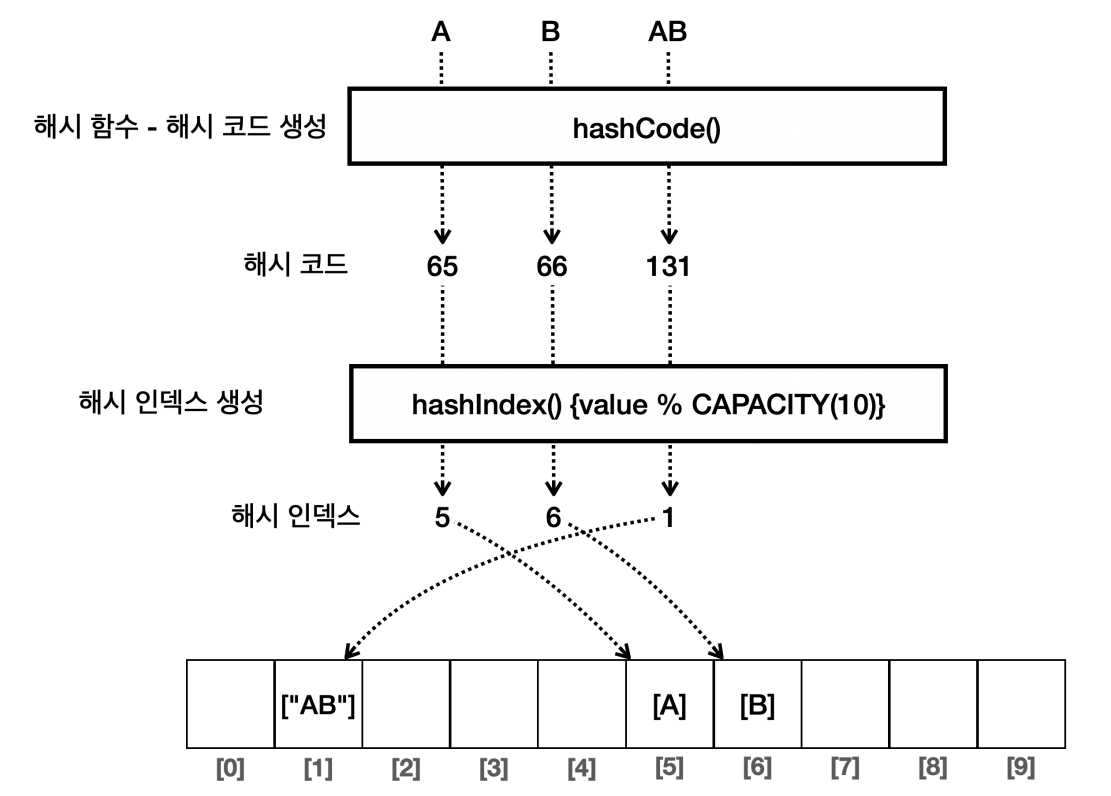 A B AB
해시 함수 - 해시 코드 생성 hashCode()
해시 코드 65 66 131
해시 인덱스 생성 hashIndex() {value % CAPACITY(10)}
해시 인덱스 5 6 1
["AB"] [A] [B]
[0] [1] [2] [3] [4] [5] [6] [7] [8] [9]